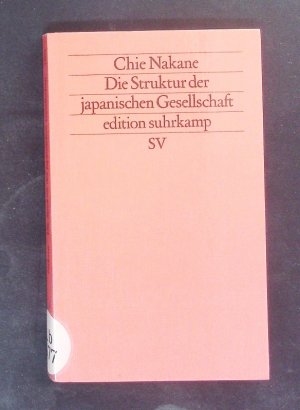 Chie Nakane
Die Struktur der
japanischen Gesellschaft
edition suhrkamp
SV